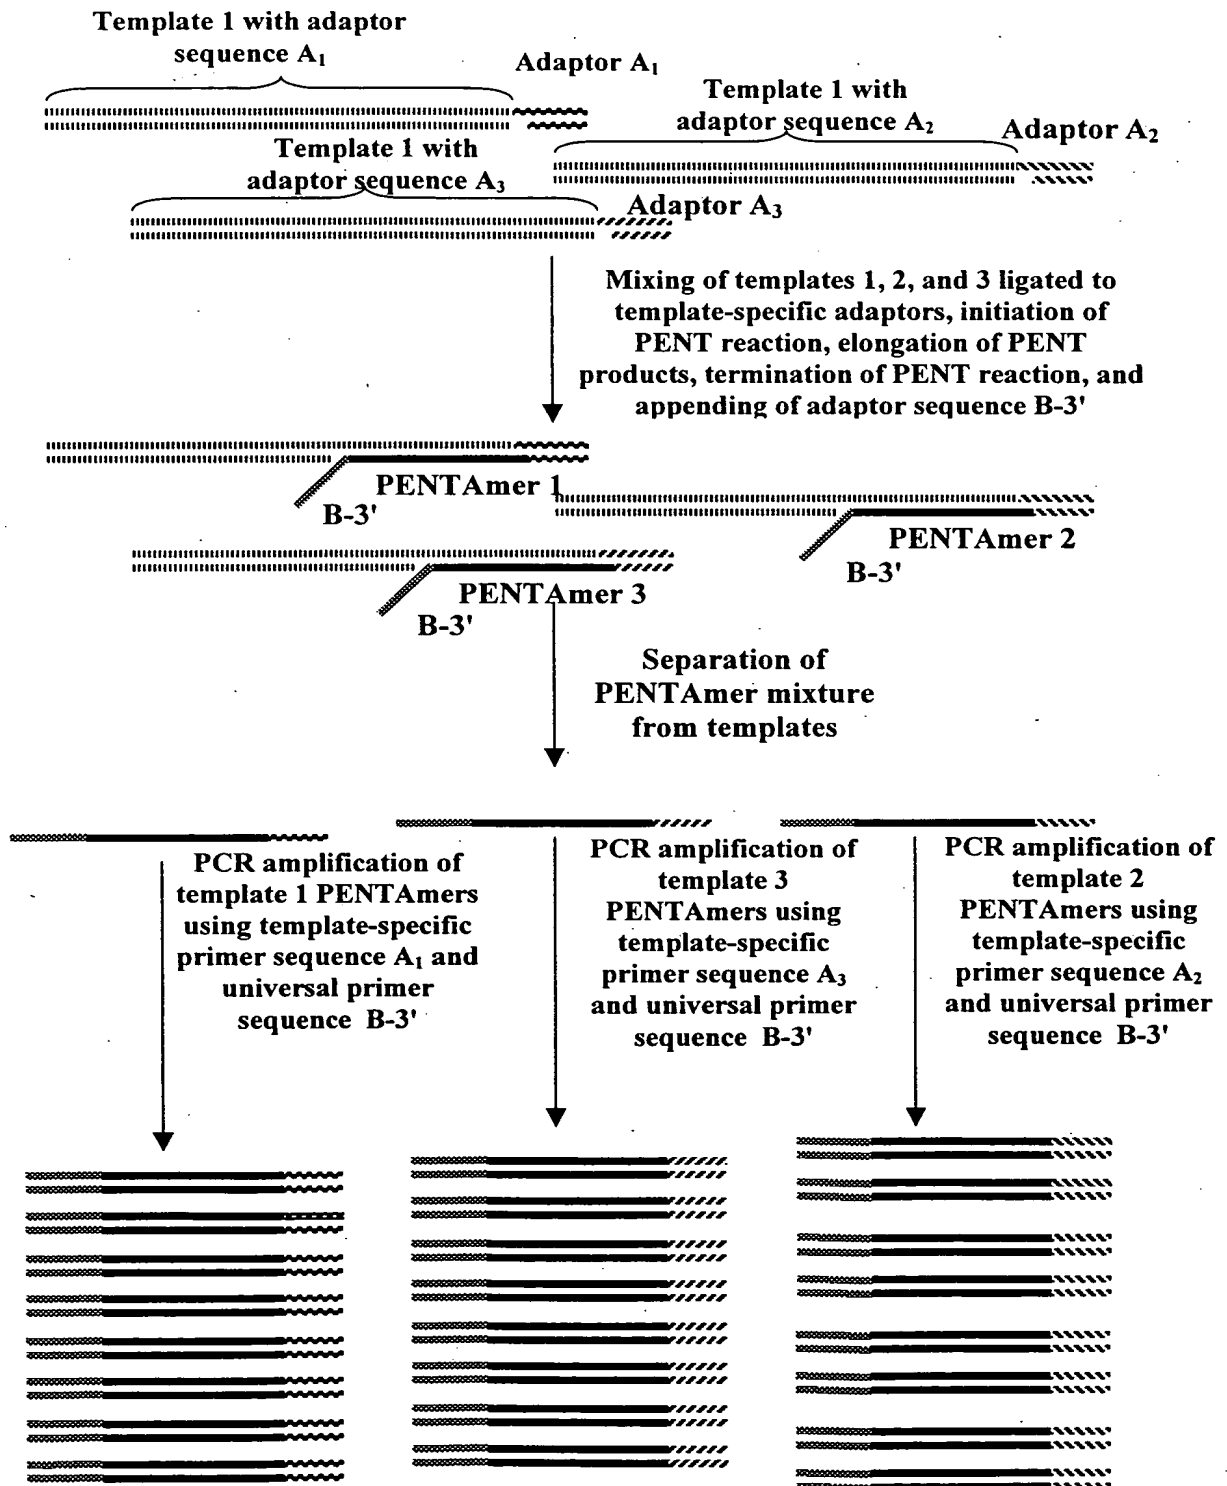 Template 1 with adaptor
sequence A₁
Adaptor A₁
Template 1 with
adaptor sequence A₂
Adaptor A₂
Template 1 with
adaptor sequence A₃
Adaptor A₃
Mixing of templates 1, 2, and 3 ligated to
template-specific adaptors, initiation of
PENT reaction, elongation of PENT
products, termination of PENT reaction, and
appending of adaptor sequence B-3'
PENTAmer 1
B-3'
PENTAmer 2
B-3'
PENTAmer 3
B-3'
Separation of
PENTAmer mixture
from templates
PCR amplification of
template 1 PENTAmers
using template-specific
primer sequence A₁ and
universal primer
sequence B-3'
PCR amplification of
template 3
PENTAmers using
template-specific
primer sequence A₃
and universal primer
sequence B-3'
PCR amplification of
template 2
PENTAmers using
template-specific
primer sequence A₂
and universal primer
sequence B-3'